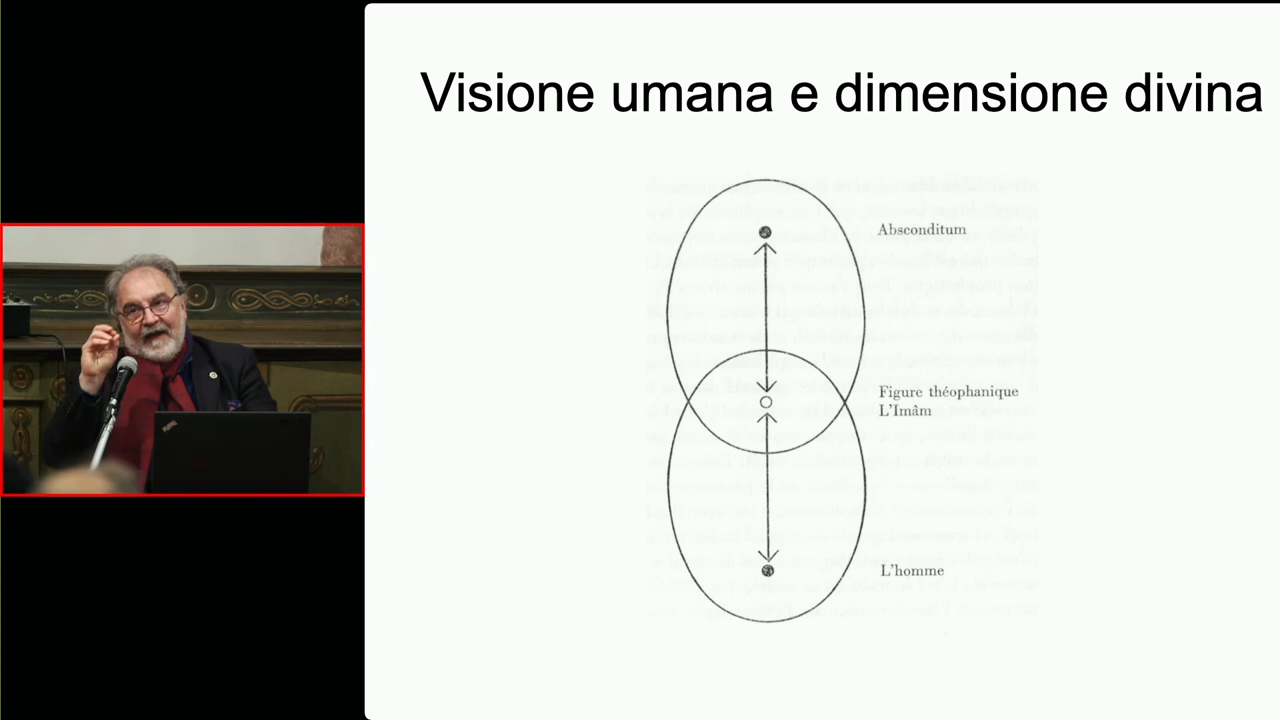 Visione umana e dimensione divina
Absconditum
Figure théophanique
L'Imâm
L'homme